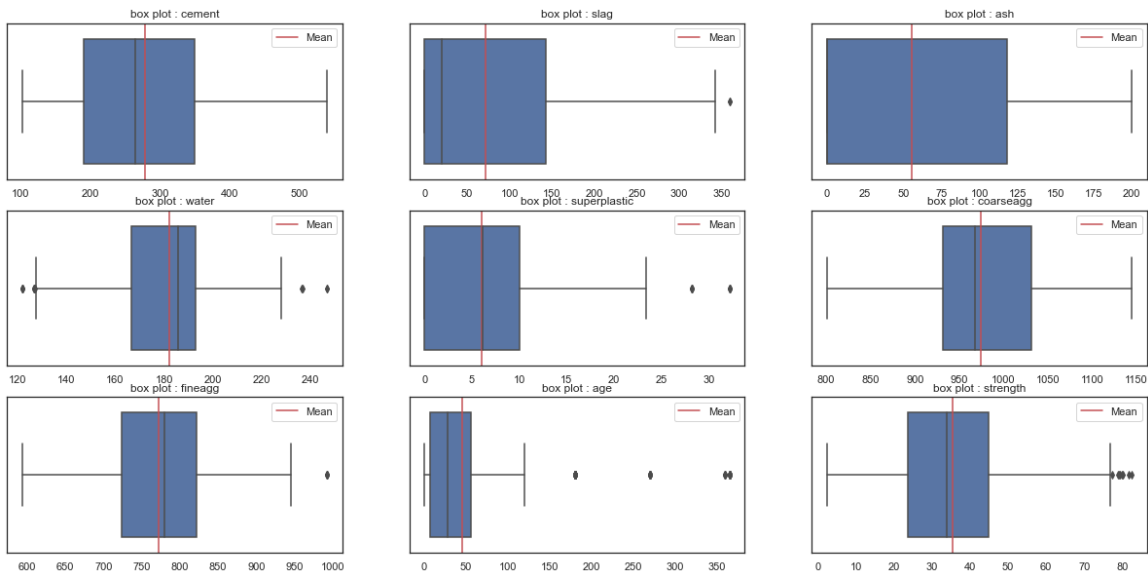 box plot : cement
Mean
100 200 300 400 500
box plot : slag
Mean
0 50 100 150 200 250 300 350
box plot : ash
Mean
0 25 50 75 100 125 150 175 200
box plot : water
Mean
120 140 160 180 200 220 240
box plot : superplastic
Mean
0 5 10 15 20 25 30
box plot : coarseagg
Mean
800 850 900 950 1000 1050 1100 1150
box plot : fineagg
Mean
600 650 700 750 800 850 900 950 1000
box plot : age
Mean
0 50 100 150 200 250 300 350
box plot : strength
Mean
0 10 20 30 40 50 60 70 80